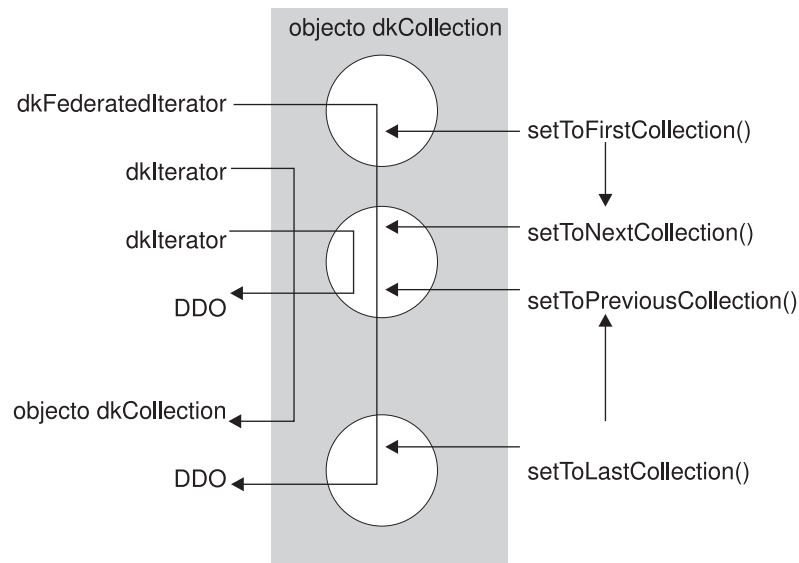 objecto dkCollection
dkFederatedIterator
setToFirstCollection()
dkIterator
dkIterator
setToNextCollection()
DDO
setToPreviousCollection()
objecto dkCollection
DDO
setToLastCollection()